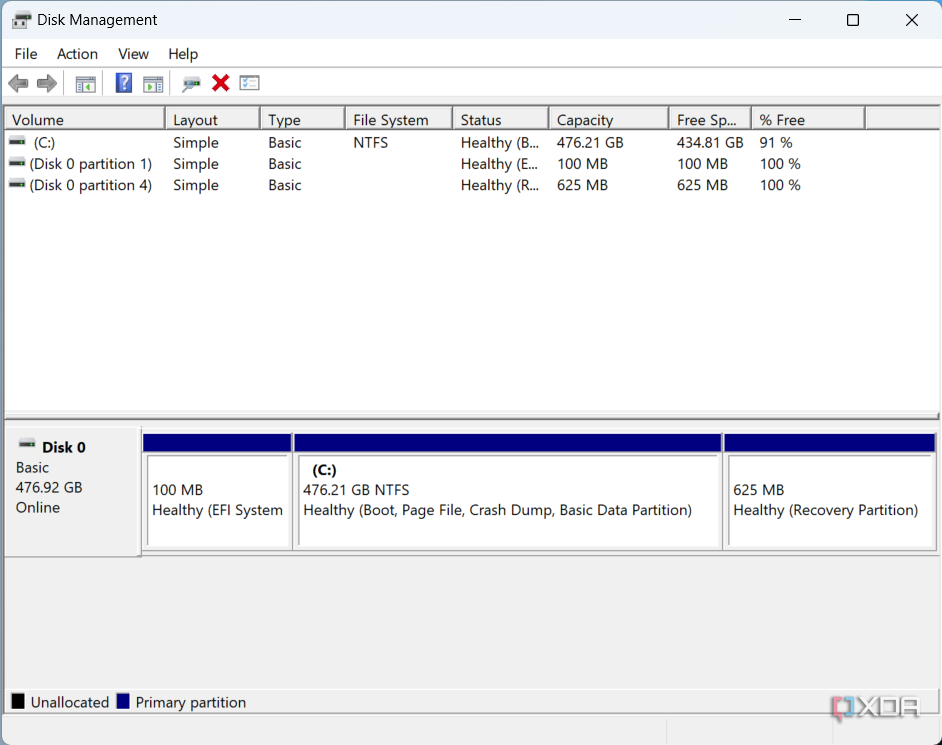 Disk Management
File Action View Help
Volume Layout Type File System Status Capacity Free Sp... % Free
(C:) Simple Basic NTFS Healthy (B... 476.21 GB 434.81 GB 91 %
(Disk 0 partition 1) Simple Basic Healthy (E... 100 MB 100 MB 100 %
(Disk 0 partition 4) Simple Basic Healthy (R... 625 MB 625 MB 100 %
Disk 0
Basic
476.92 GB
Online
100 MB
Healthy (EFI System
(C:)
476.21 GB NTFS
Healthy (Boot, Page File, Crash Dump, Basic Data Partition)
625 MB
Healthy (Recovery Partition)
Unallocated Primary partition
XDA